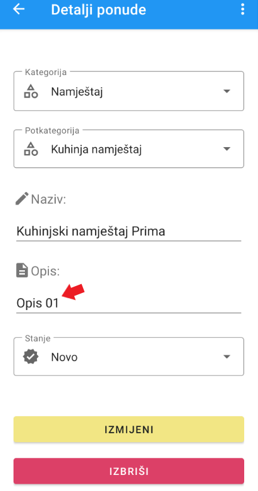 Detalji ponude
Kategorija
Namještaj
Potkategorija
Kuhinja namještaj
Naziv:
Kuhinjski namještaj Prima
Opis:
Opis 01
Stanje
Novo
IZMIJENI
IZBRIŠI